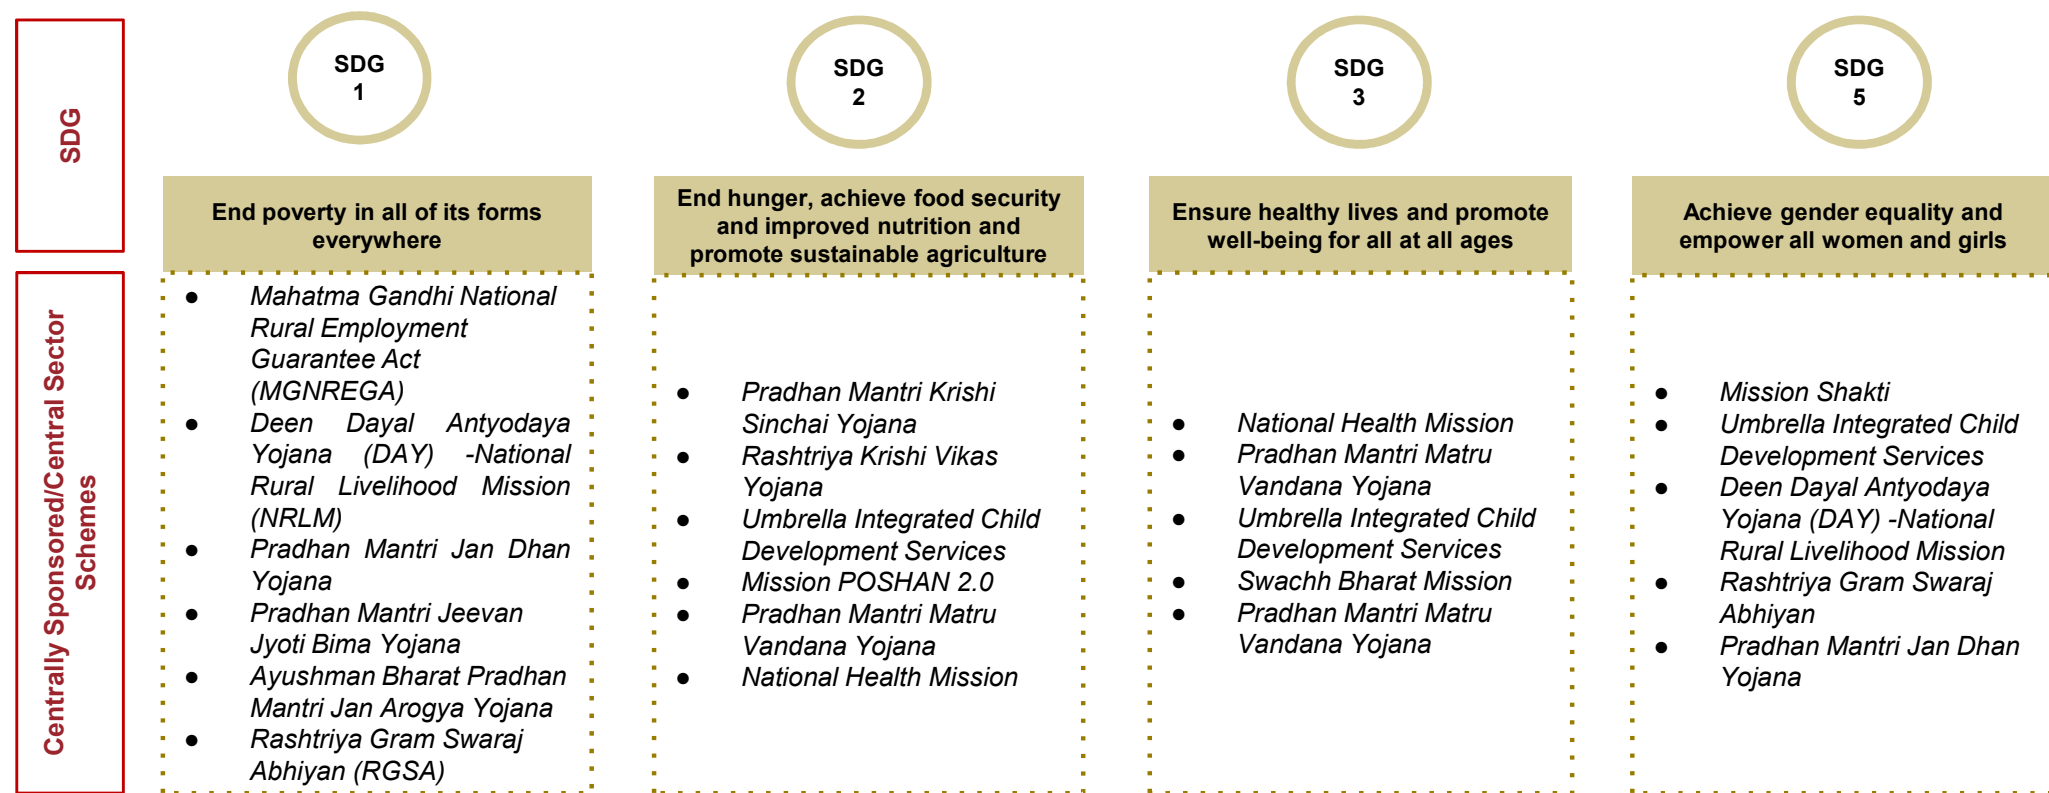 SDG
SDG
1
SDG
2
SDG
3
SDG
5
End poverty in all of its forms
everywhere
End hunger, achieve food security
and improved nutrition and
promote sustainable agriculture
Ensure healthy lives and promote
well-being for all at all ages
Achieve gender equality and
empower all women and girls
Centrally Sponsored/Central Sector
Schemes
● Mahatma Gandhi National
Rural Employment
Guarantee Act
(MGNREGA)
● Deen Dayal Antyodaya
Yojana (DAY) -National
Rural Livelihood Mission
(NRLM)
● Pradhan Mantri Jan Dhan
Yojana
● Pradhan Mantri Jeevan
Jyoti Bima Yojana
● Ayushman Bharat Pradhan
Mantri Jan Arogya Yojana
● Rashtriya Gram Swaraj
Abhiyan (RGSA)
● Pradhan Mantri Krishi
Sinchai Yojana
● Rashtriya Krishi Vikas
Yojana
● Umbrella Integrated Child
Development Services
● Mission POSHAN 2.0
● Pradhan Mantri Matru
Vandana Yojana
● National Health Mission
● National Health Mission
● Pradhan Mantri Matru
Vandana Yojana
● Umbrella Integrated Child
Development Services
● Swachh Bharat Mission
● Pradhan Mantri Matru
Vandana Yojana
● Mission Shakti
● Umbrella Integrated Child
Development Services
● Deen Dayal Antyodaya
Yojana (DAY) -National
Rural Livelihood Mission
● Rashtriya Gram Swaraj
Abhiyan
● Pradhan Mantri Jan Dhan
Yojana